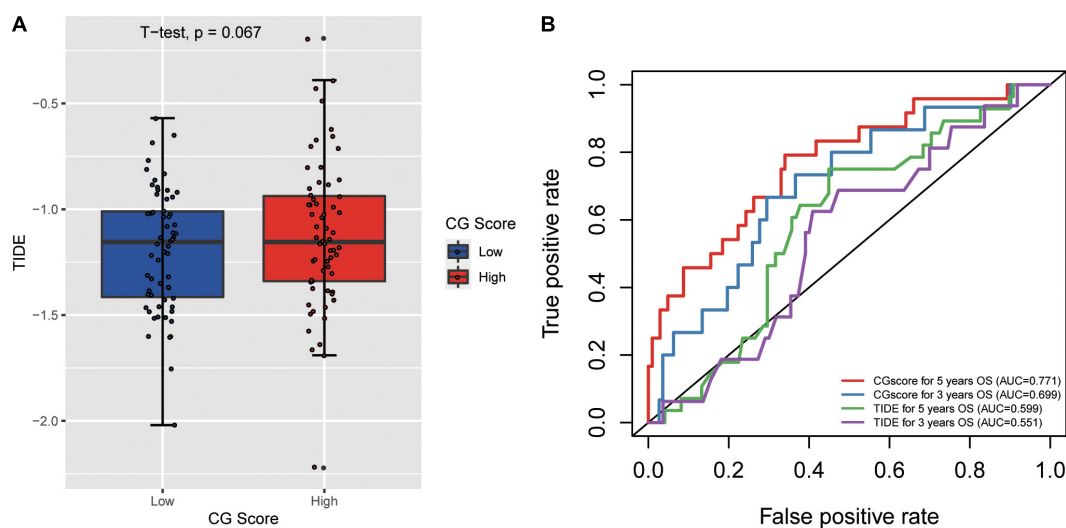 A
T-test, p = 0.067
TIDE
-0.5
-1.0
-1.5
-2.0
Low
High
CG Score
CG Score
Low
High
B
True positive rate
1.0
0.8
0.6
0.4
0.2
0.0
CGscore for 5 years OS (AUC=0.771)
CGscore for 3 years OS (AUC=0.699)
TIDE for 5 years OS (AUC=0.599)
TIDE for 3 years OS (AUC=0.551)
0.0 0.2 0.4 0.6 0.8 1.0
False positive rate